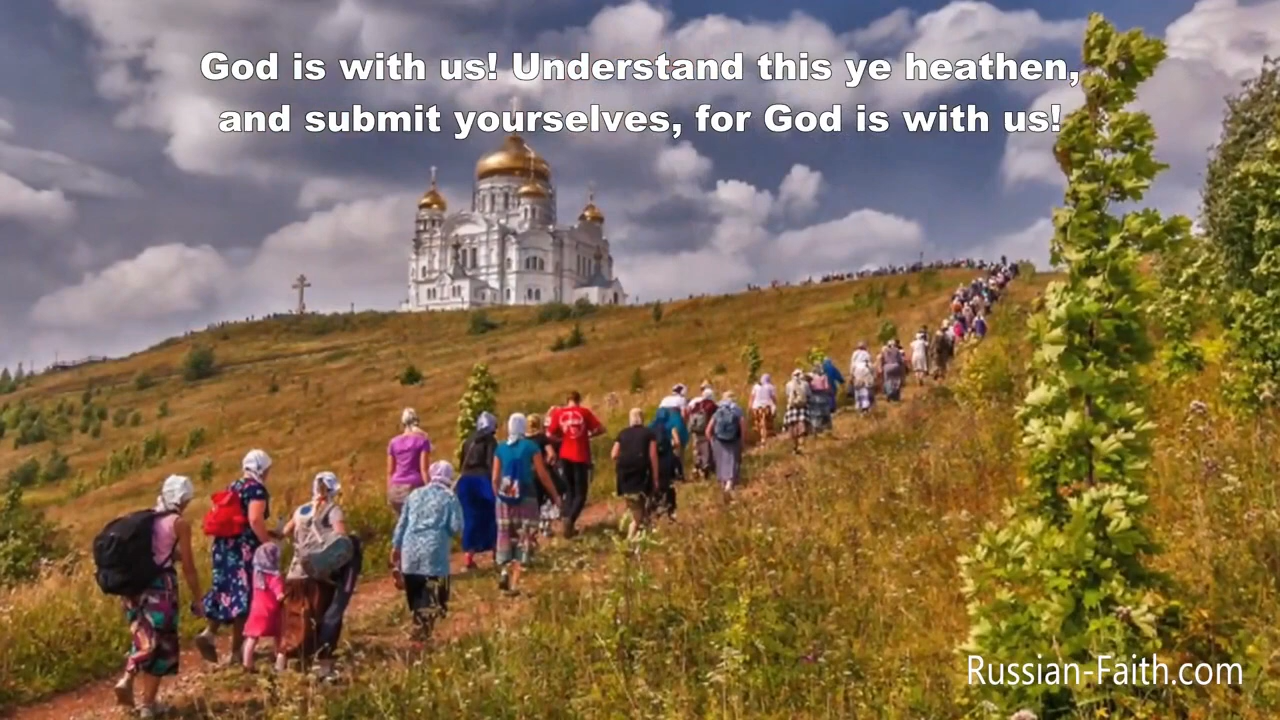 God is with us! Understand this ye heathen,
and submit yourselves, for God is with us!
Russian-Faith.com